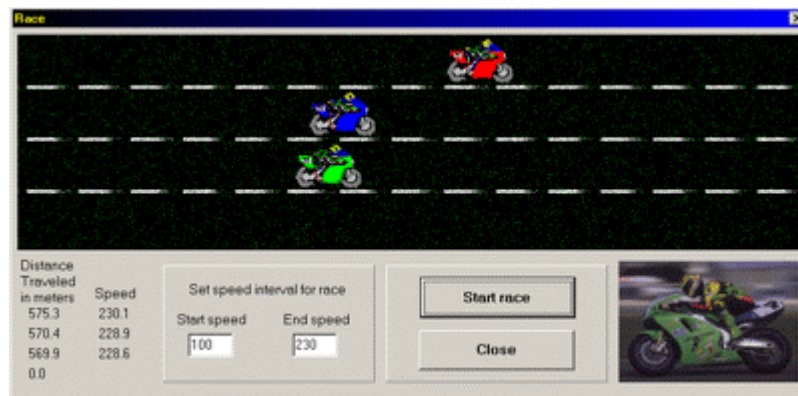 Race
Distance
Traveled
in meters
Speed
575.3 230.1
570.4 228.9
569.9 228.6
0.0
Set speed interval for race
Start speed End speed
100 230
Start race
Close